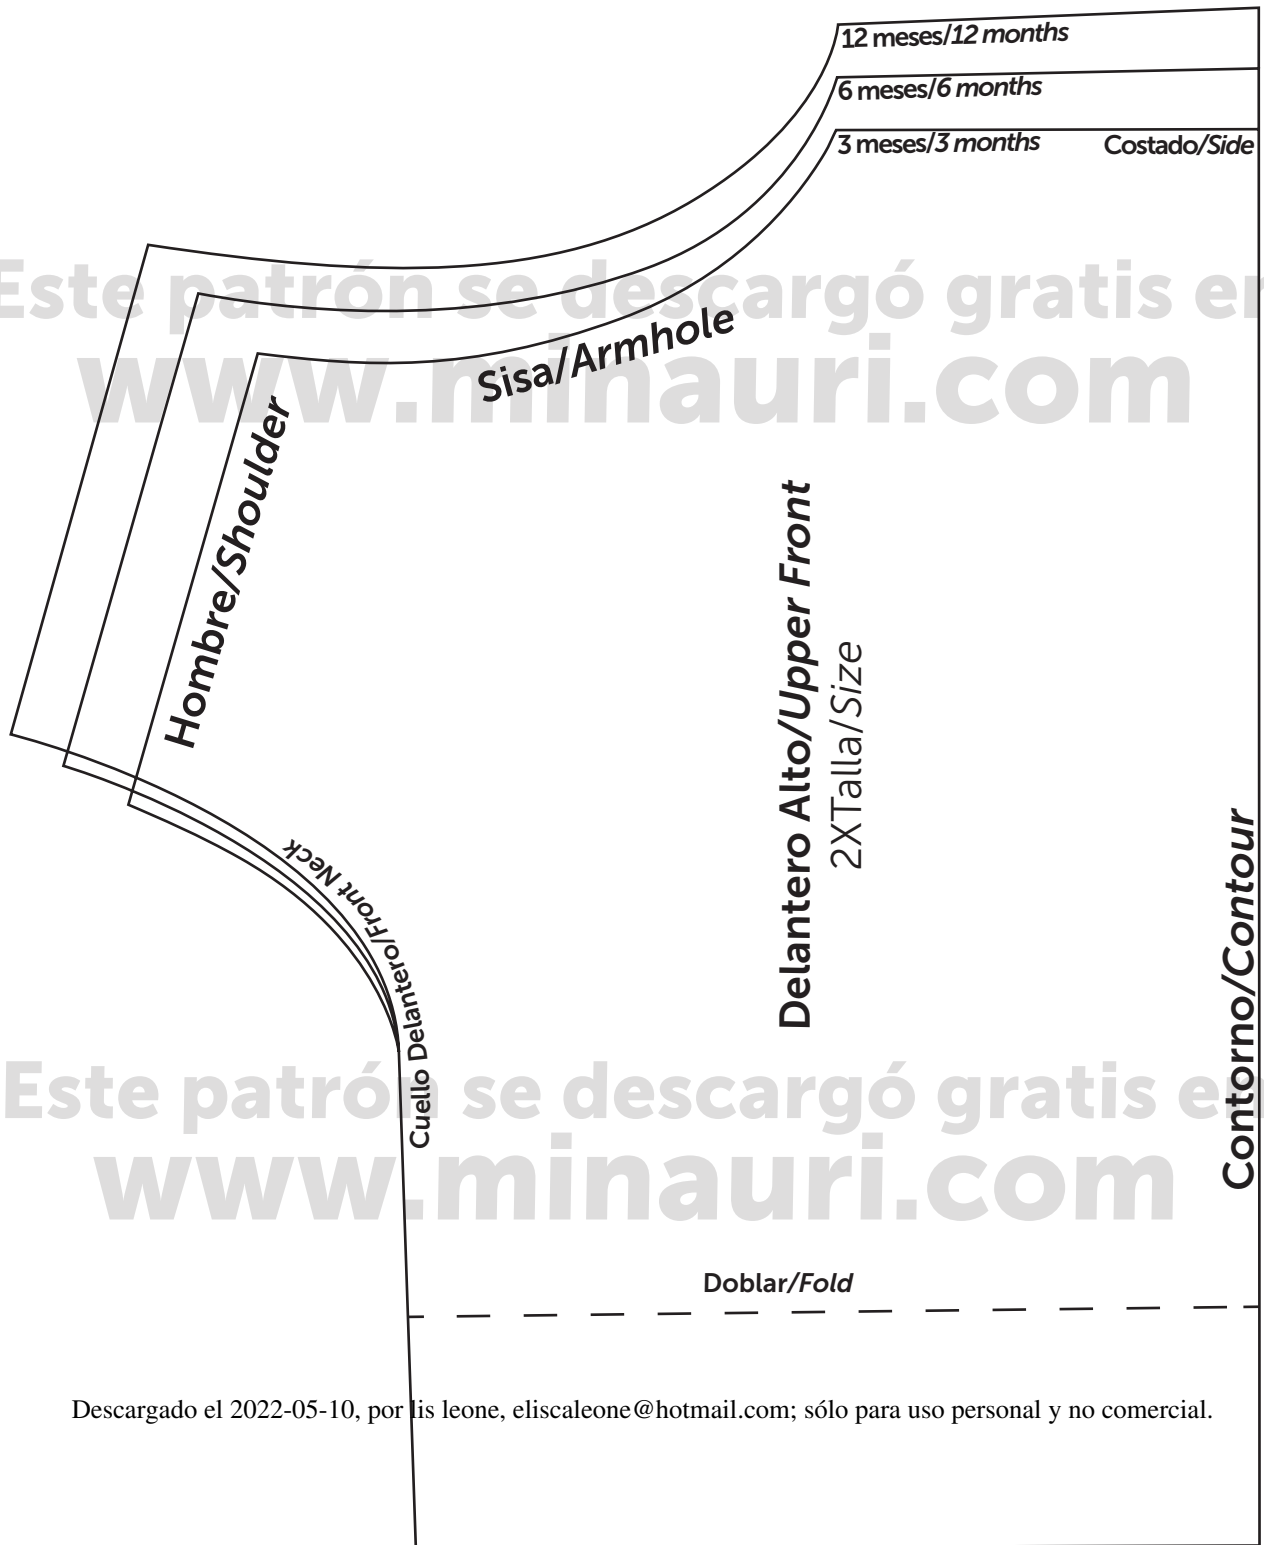 12 meses/12 months
6 meses/6 months
3 meses/3 months
Costado/Side
Este patrón se descargó gratis en
www.minauri.com
Sisa/Armhole
Hombre/Shoulder
Delantero Alto/Upper Front
2XTalla/Size
Cuello Delantero/Front Neck
Contorno/Contour
Este patrón se descargó gratis en
www.minauri.com
Doblar/Fold
Descargado el 2022-05-10, por lis leone, eliscaleone@hotmail.com; sólo para uso personal y no comercial.